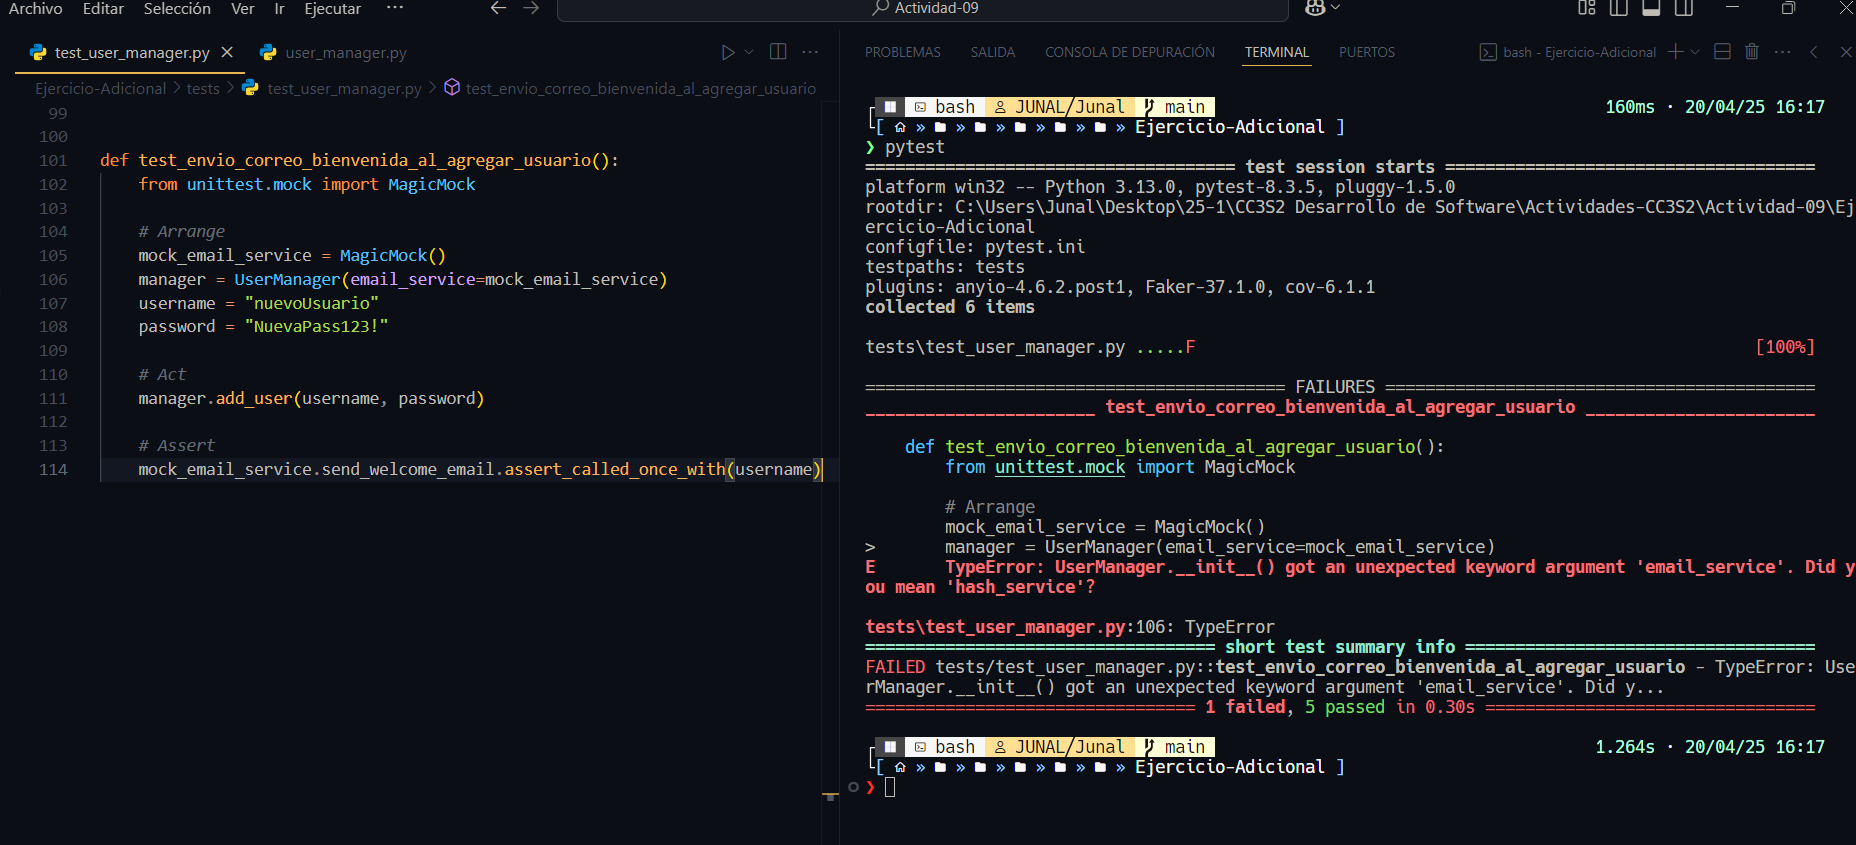 Archivo Editar Selección Ver Ir Ejecutar ···
Actividad-09
test_user_manager.py
user_manager.py
Ejercicio-Adicional > tests > test_user_manager.py > test_envio_correo_bienvenida_al_agregar_usuario
99
100
101 def test_envio_correo_bienvenida_al_agregar_usuario():
102 from unittest.mock import MagicMock
103
104 # Arrange
105 mock_email_service = MagicMock()
106 manager = UserManager(email_service=mock_email_service)
107 username = "nuevoUsuario"
108 password = "NuevaPass123!"
109
110 # Act
111 manager.add_user(username, password)
112
113 # Assert
114 mock_email_service.send_welcome_email.assert_called_once_with(username)
PROBLEMAS SALIDA CONSOLA DE DEPURACIÓN TERMINAL PUERTOS
bash - Ejercicio-Adicional
bash JUNAL/Junal main 160ms · 20/04/25 16:17
[ » » » » » » Ejercicio-Adicional ]
❯ pytest
===================================== test session starts =====================================
platform win32 -- Python 3.13.0, pytest-8.3.5, pluggy-1.5.0
rootdir: C:\Users\Junal\Desktop\25-1\CC3S2 Desarrollo de Software\Actividades-CC3S2\Actividad-09\Ej
ercicio-Adicional
configfile: pytest.ini
testpaths: tests
plugins: anyio-4.6.2.post1, Faker-37.1.0, cov-6.1.1
collected 6 items
tests\test_user_manager.py .....F [100%]
========================================== FAILURES ===========================================
_______________________ test_envio_correo_bienvenida_al_agregar_usuario _______________________
def test_envio_correo_bienvenida_al_agregar_usuario():
from unittest.mock import MagicMock
# Arrange
mock_email_service = MagicMock()
> manager = UserManager(email_service=mock_email_service)
E TypeError: UserManager.__init__() got an unexpected keyword argument 'email_service'. Did y
ou mean 'hash_service'?
tests\test_user_manager.py:106: TypeError
=================================== short test summary info ===================================
FAILED tests/test_user_manager.py::test_envio_correo_bienvenida_al_agregar_usuario - TypeError: Use
rManager.__init__() got an unexpected keyword argument 'email_service'. Did y...
================================= 1 failed, 5 passed in 0.30s =================================
bash JUNAL/Junal main 1.264s · 20/04/25 16:17
[ » » » » » » Ejercicio-Adicional ]
❯